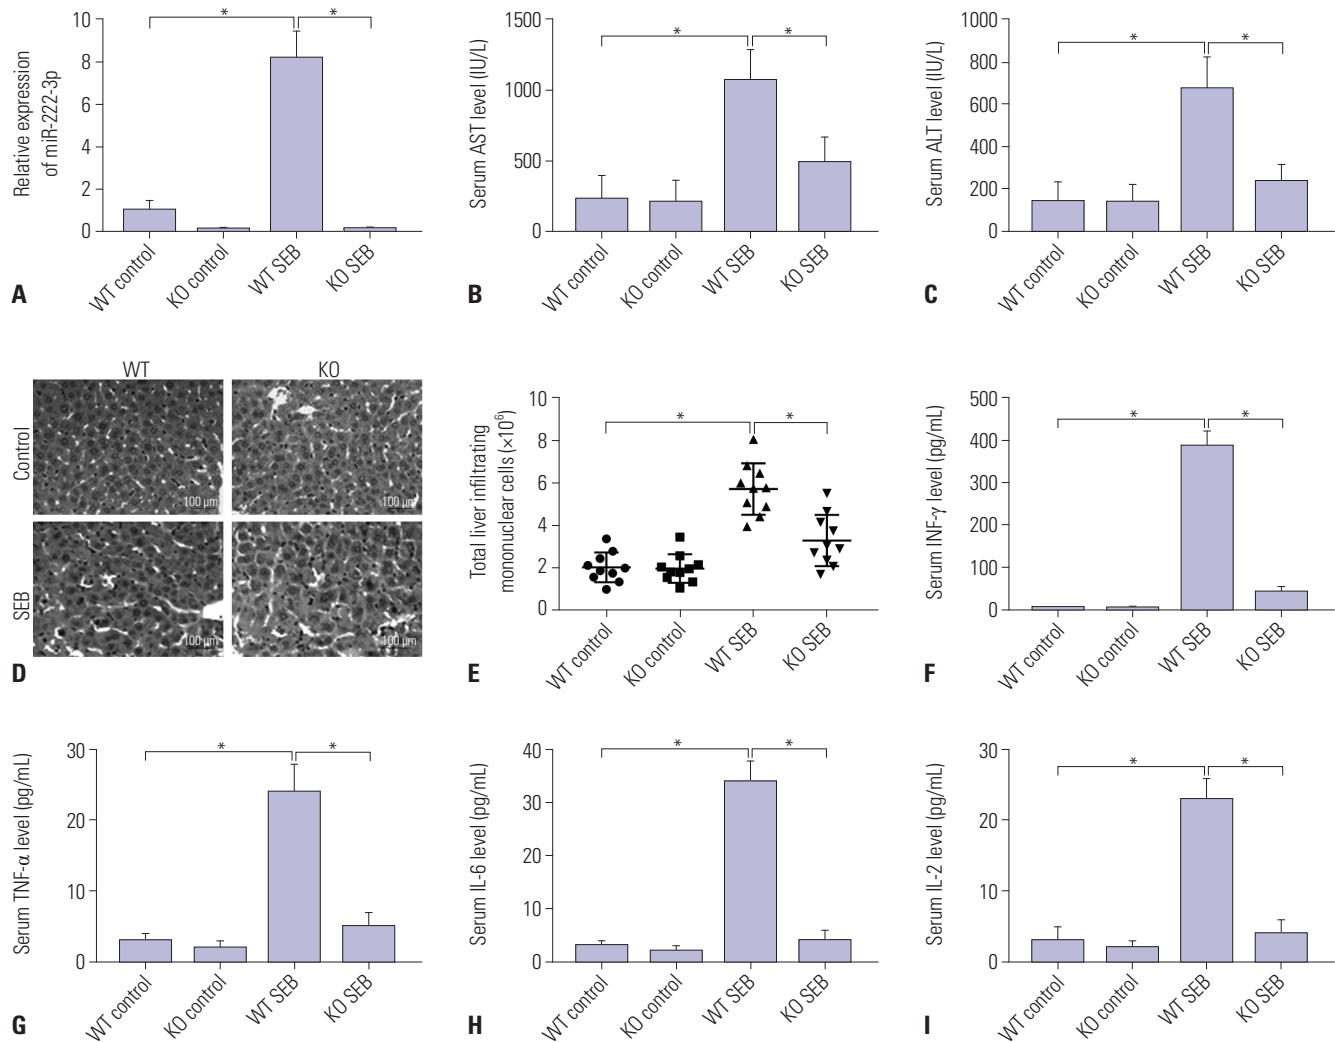 Relative expression
of miR-222-3p
10
8
6
4
2
0
* *
WT control
KO control
WT SEB
KO SEB
A
Serum AST level (IU/L)
1500
1000
500
0
* *
WT control
KO control
WT SEB
KO SEB
B
Serum ALT level (IU/L)
1000
800
600
400
200
0
* *
WT control
KO control
WT SEB
KO SEB
C
WT KO
Control
100 µm 100 µm
SEB
100 µm 100 µm
D
Total liver infiltrating
mononuclear cells (×10⁶)
10
8
6
4
2
0
* *
WT control
KO control
WT SEB
KO SEB
E
Serum INF-γ level (pg/mL)
500
400
300
200
100
0
* *
WT control
KO control
WT SEB
KO SEB
F
Serum TNF-α level (pg/mL)
30
20
10
0
* *
WT control
KO control
WT SEB
KO SEB
G
Serum IL-6 level (pg/mL)
40
30
20
10
0
* *
WT control
KO control
WT SEB
KO SEB
H
Serum IL-2 level (pg/mL)
30
20
10
0
* *
WT control
KO control
WT SEB
KO SEB
I